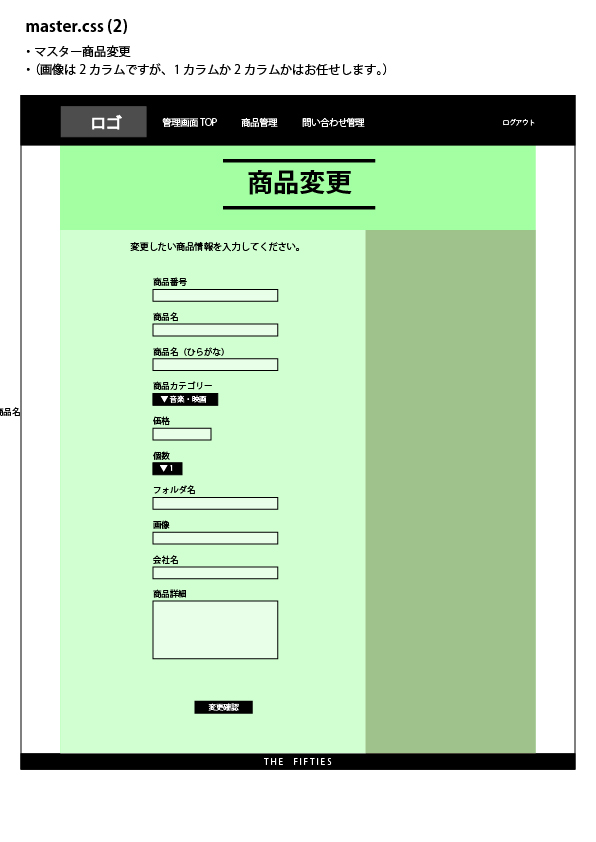 master.css (2)
・マスター商品変更
・（画像は 2 カラムですが、1 カラムか 2 カラムかはお任せします。）
ロゴ 管理画面 TOP 商品管理 問い合わせ管理 ログアウト
商品変更
変更したい商品情報を入力してください。
商品番号
商品名
商品名（ひらがな）
商品カテゴリー
▼音楽・映画
商品名
価格
個数
▼1
フォルダ名
画像
会社名
商品詳細
変更確認
THE FIFTIES